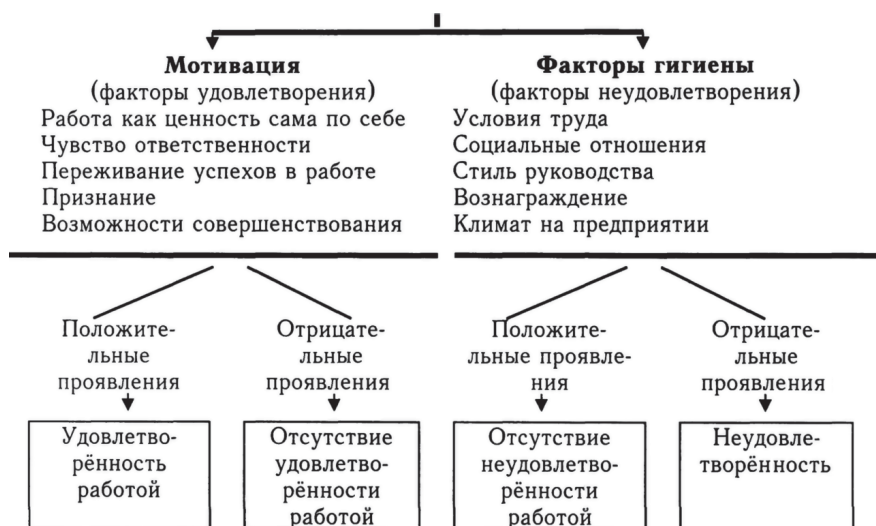 Мотивация
(факторы удовлетворения)
Работа как ценность сама по себе
Чувство ответственности
Переживание успехов в работе
Признание
Возможности совершенствования
Факторы гигиены
(факторы неудовлетворения)
Условия труда
Социальные отношения
Стиль руководства
Вознаграждение
Климат на предприятии
Положите-
льные
проявления
Отрицате-
льные
проявления
Положите-
льные проявле-
ния
Отрицате-
льные
проявления
Удовлетво-
рённость
работой
Отсутствие
удовлетво-
рённости
работой
Отсутствие
неудовлетво-
рённости
работой
Неудовле-
творённость